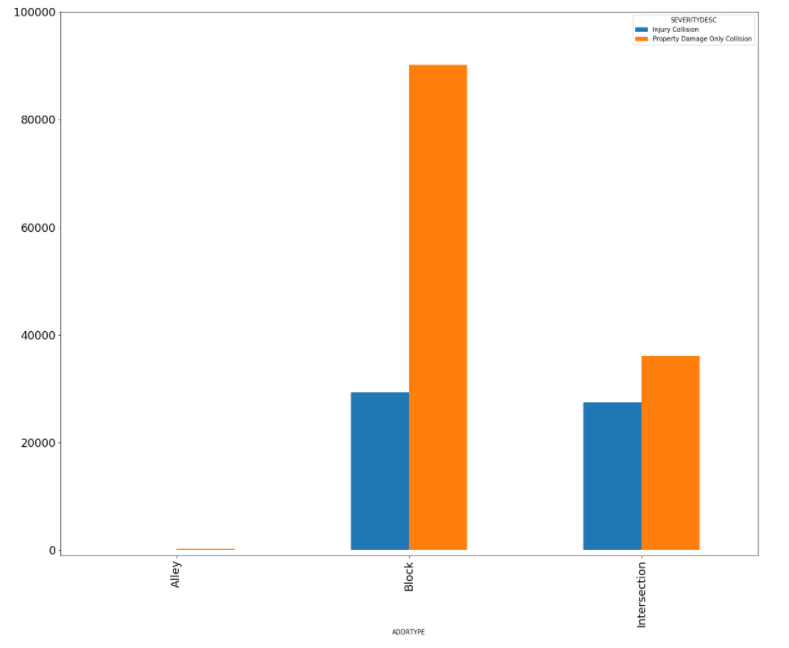 100000
80000
60000
40000
20000
0
SEVERITYDESC
Injury Collision
Property Damage Only Collision
Alley
Block
Intersection
ADDRTYPE